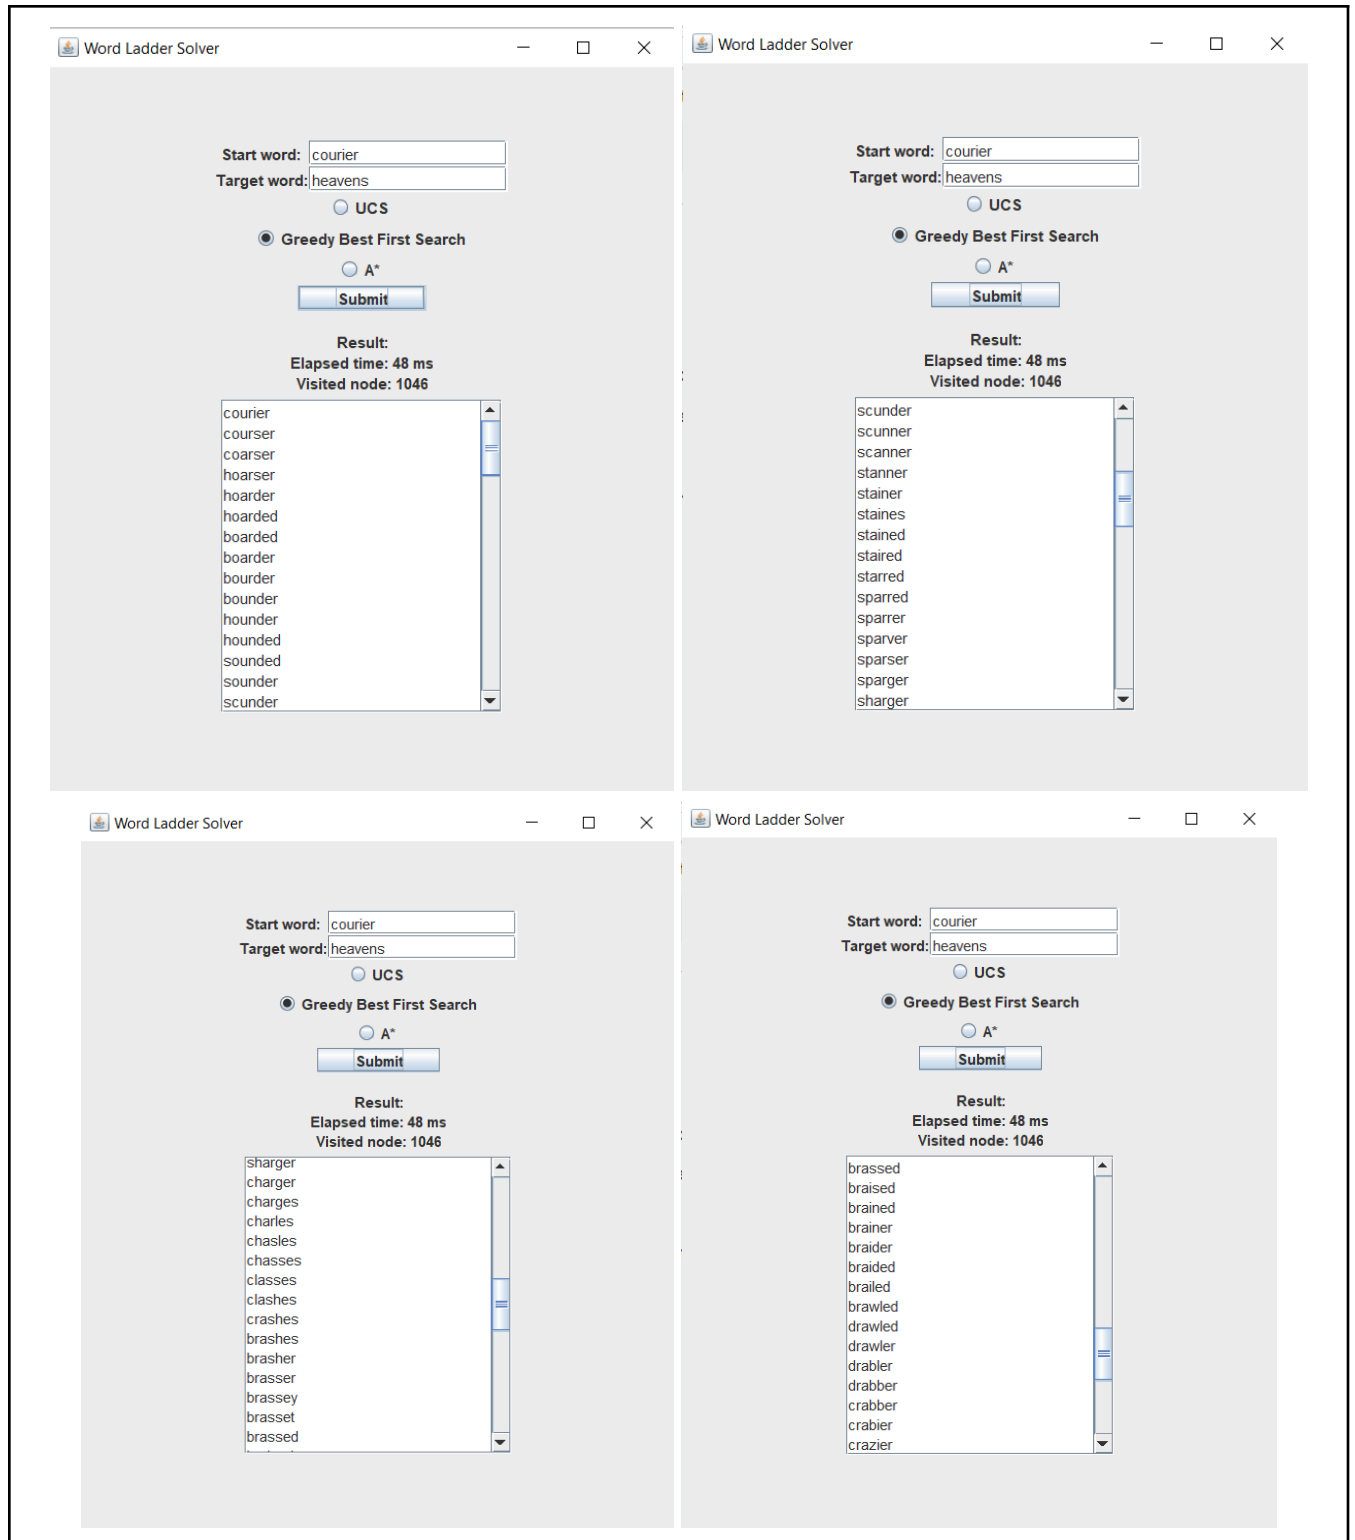 Word Ladder Solver
Start word: courier
Target word: heavens
UCS
Greedy Best First Search
A*
Submit
Result:
Elapsed time: 48 ms
Visited node: 1046
courier
courser
coarser
hoarser
hoarder
hoarded
boarded
boarder
bourder
bounder
hounder
hounded
sounded
sounder
scunder
Word Ladder Solver
Start word: courier
Target word: heavens
UCS
Greedy Best First Search
A*
Submit
Result:
Elapsed time: 48 ms
Visited node: 1046
scunder
scunner
scanner
stanner
stainer
staines
stained
staired
starred
sparred
sparrer
sparver
sparser
sparger
sharger
Word Ladder Solver
Start word: courier
Target word: heavens
UCS
Greedy Best First Search
A*
Submit
Result:
Elapsed time: 48 ms
Visited node: 1046
sharger
charger
charges
charles
chasles
chasses
classes
clashes
crashes
brashes
brasher
brasser
brassey
brasset
brassed
Word Ladder Solver
Start word: courier
Target word: heavens
UCS
Greedy Best First Search
A*
Submit
Result:
Elapsed time: 48 ms
Visited node: 1046
brassed
braised
brained
brainer
braider
braided
brailed
brawled
drawled
drawler
drabler
drabber
crabber
crabier
crazier